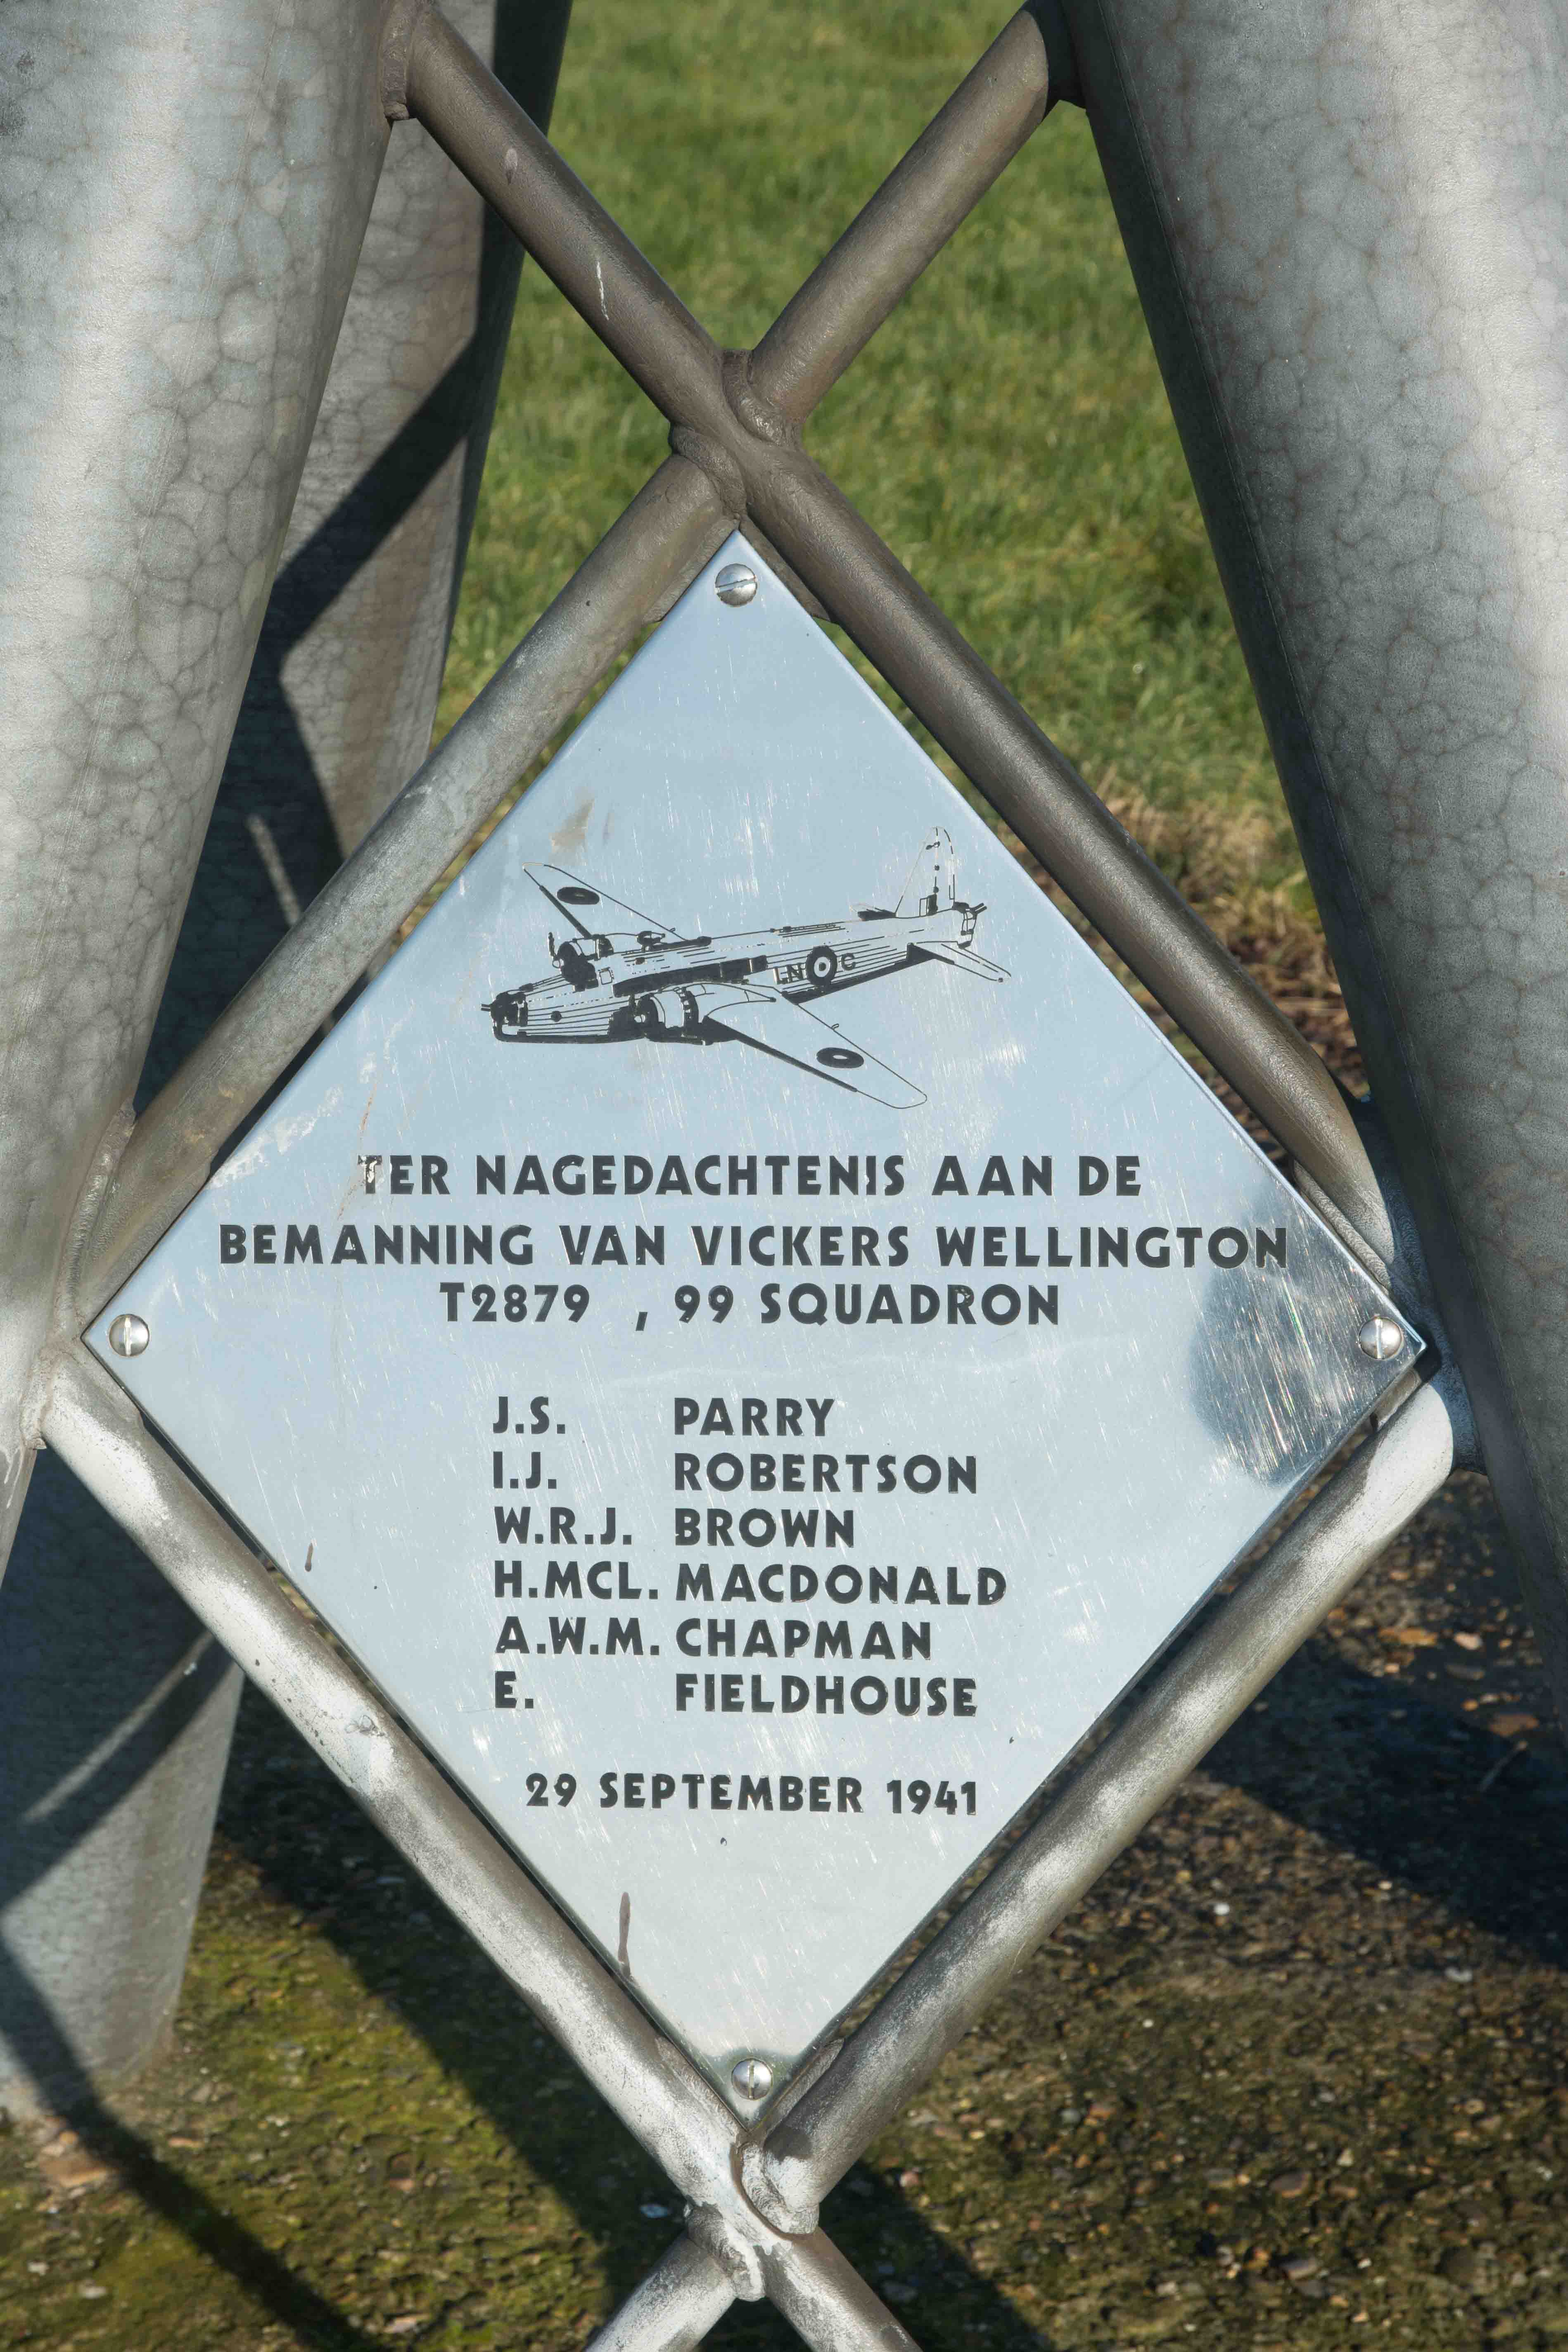 LN C
TER NAGEDACHTENIS AAN DE
BEMANNING VAN VICKERS WELLINGTON
T2879 , 99 SQUADRON
J.S. PARRY
I.J. ROBERTSON
W.R.J. BROWN
H.MCL. MACDONALD
A.W.M. CHAPMAN
E. FIELDHOUSE
29 SEPTEMBER 1941